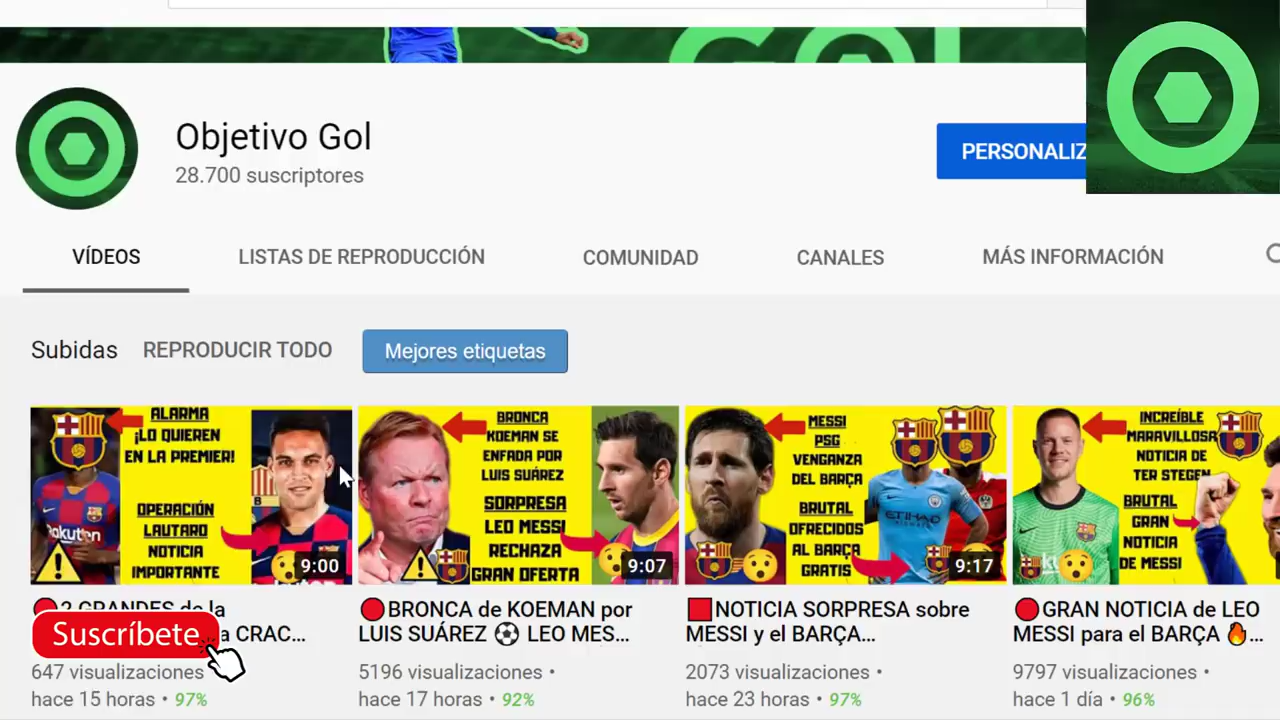 GOL
Objetivo Gol
28.700 suscriptores
PERSONALIZ
VÍDEOS
LISTAS DE REPRODUCCIÓN
COMUNIDAD
CANALES
MÁS INFORMACIÓN
Subidas
REPRODUCIR TODO
Mejores etiquetas
ALARMA
¡LO QUIEREN
EN LA PREMIER!
OPERACIÓN
LAUTARO
NOTICIA
IMPORTANTE
Rakuten
9:00
BRONCA
KOEMAN SE
ENFADA POR
LUIS SUÁREZ
SORPRESA
LEO MESSI
RECHAZA
GRAN OFERTA
9:07
MESSI
PSG
VENGANZA
DEL BARÇA
BRUTAL
OFRECIDOS
AL BARÇA
GRATIS
ETIHAD
9:17
INCREÍBLE
MARAVILLOSA
NOTICIA DE
TER STEGEN
BRUTAL
GRAN
NOTICIA
DE MESSI
2 GRANDES de la
a CRAC...
Suscríbete
647 visualizaciones
hace 15 horas • 97%
BRONCA de KOEMAN por
LUIS SUÁREZ ⚽ LEO MES...
5196 visualizaciones •
hace 17 horas • 92%
NOTICIA SORPRESA sobre
MESSI y el BARÇA...
2073 visualizaciones •
hace 23 horas • 97%
GRAN NOTICIA de LEO
MESSI para el BARÇA 🔥...
9797 visualizaciones •
hace 1 día • 96%